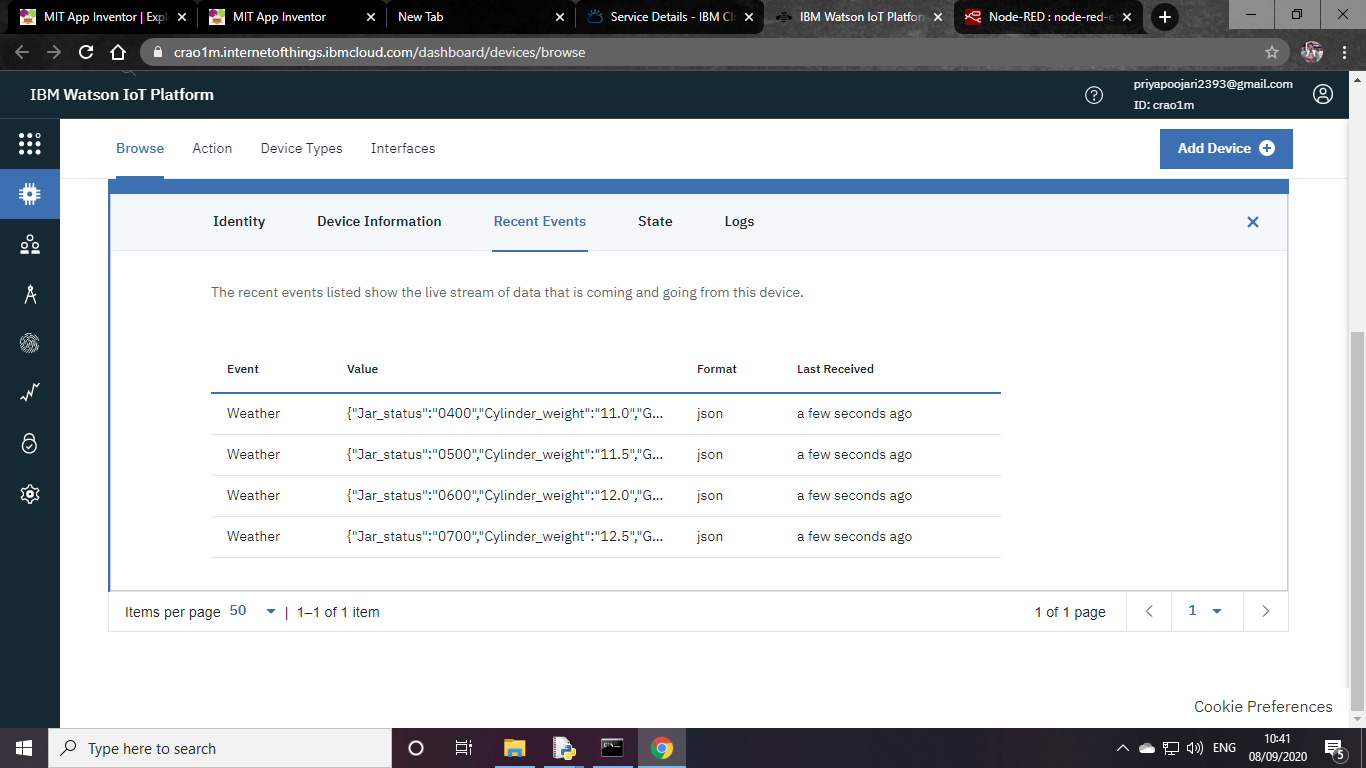 MIT App Inventor | Expl
MIT App Inventor
New Tab
Service Details - IBM Clo
IBM Watson IoT Platform
Node-RED : node-red-e
crao1m.internetofthings.ibmcloud.com/dashboard/devices/browse
IBM Watson IoT Platform
priyapoojari2393@gmail.com
ID: crao1m
Browse
Action
Device Types
Interfaces
Add Device
Identity
Device Information
Recent Events
State
Logs
The recent events listed show the live stream of data that is coming and going from this device.
Event Value Format Last Received
Weather {"Jar_status":"0400","Cylinder_weight":"11.0","G... json a few seconds ago
Weather {"Jar_status":"0500","Cylinder_weight":"11.5","G... json a few seconds ago
Weather {"Jar_status":"0600","Cylinder_weight":"12.0","G... json a few seconds ago
Weather {"Jar_status":"0700","Cylinder_weight":"12.5","G... json a few seconds ago
Items per page 50 | 1–1 of 1 item
1 of 1 page
1
Cookie Preferences
Type here to search
ENG
10:41
08/09/2020
5